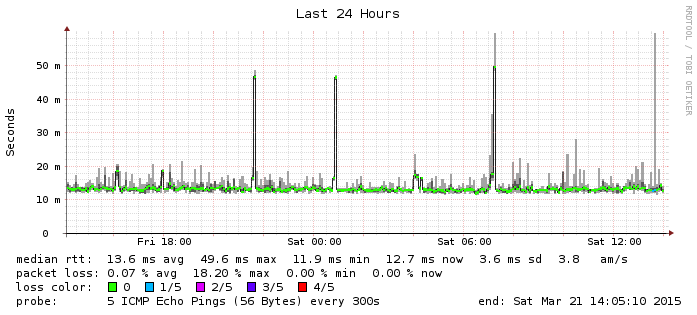 Last 24 Hours
RRDTOOL / TOBI OETIKER
Seconds
50 m
40 m
30 m
20 m
10 m
0
Fri 18:00 Sat 00:00 Sat 06:00 Sat 12:00
median rtt: 13.6 ms avg 49.6 ms max 11.9 ms min 12.7 ms now 3.6 ms sd 3.8 am/s
packet loss: 0.07 % avg 18.20 % max 0.00 % min 0.00 % now
loss color: 0 1/5 2/5 3/5 4/5
probe: 5 ICMP Echo Pings (56 Bytes) every 300s end: Sat Mar 21 14:05:10 2015